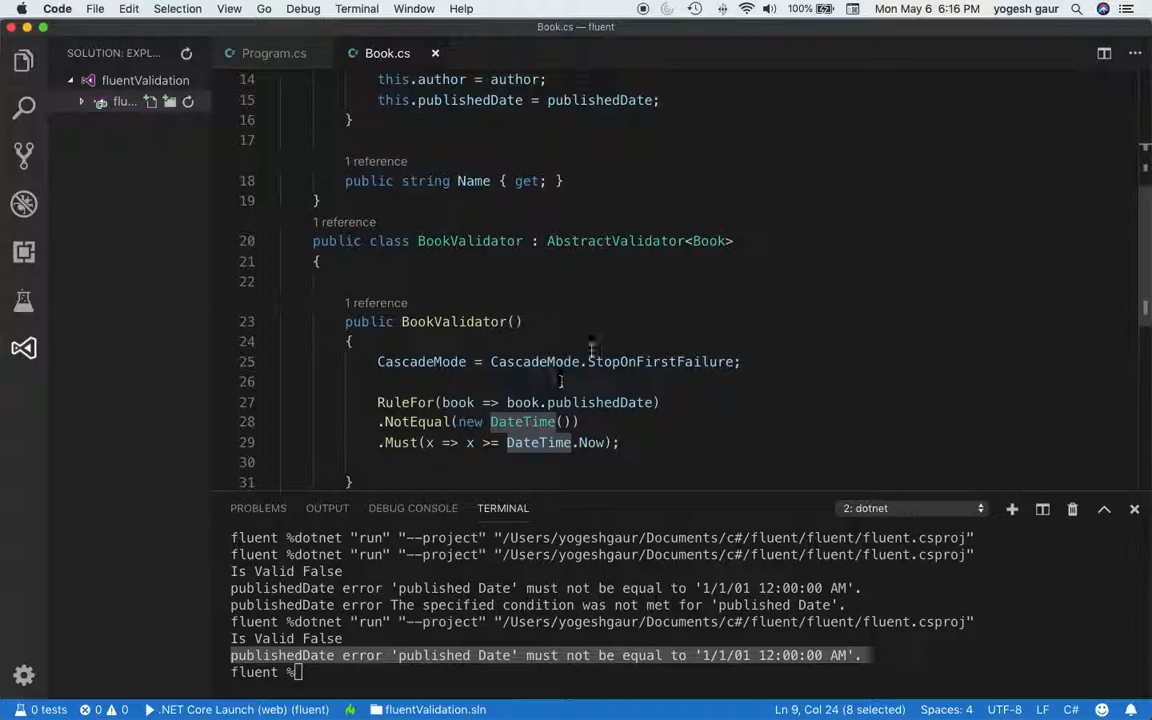 Code File Edit Selection View Go Debug Terminal Window Help 100% Mon May 6 6:16 PM yogesh gaur
Book.cs — fluent
SOLUTION: EXPL...
Program.cs
Book.cs
fluentValidation
flu...
14 this.author = author;
15 this.publishedDate = publishedDate;
16 }
17
1 reference
18 public string Name { get; }
19 }
1 reference
20 public class BookValidator : AbstractValidator<Book>
21 {
22
1 reference
23 public BookValidator()
24 {
25 CascadeMode = CascadeMode.StopOnFirstFailure;
26
27 RuleFor(book => book.publishedDate)
28 .NotEqual(new DateTime())
29 .Must(x => x >= DateTime.Now);
30
31 }
PROBLEMS OUTPUT DEBUG CONSOLE TERMINAL 2: dotnet
fluent %dotnet "run" "--project" "/Users/yogeshgaur/Documents/c#/fluent/fluent/fluent.csproj"
fluent %dotnet "run" "--project" "/Users/yogeshgaur/Documents/c#/fluent/fluent/fluent.csproj"
Is Valid False
publishedDate error 'published Date' must not be equal to '1/1/01 12:00:00 AM'.
publishedDate error The specified condition was not met for 'published Date'.
fluent %dotnet "run" "--project" "/Users/yogeshgaur/Documents/c#/fluent/fluent/fluent.csproj"
Is Valid False
publishedDate error 'published Date' must not be equal to '1/1/01 12:00:00 AM'.
fluent %
0 tests 0 0 .NET Core Launch (web) (fluent) fluentValidation.sln Ln 9, Col 24 (8 selected) Spaces: 4 UTF-8 LF C#